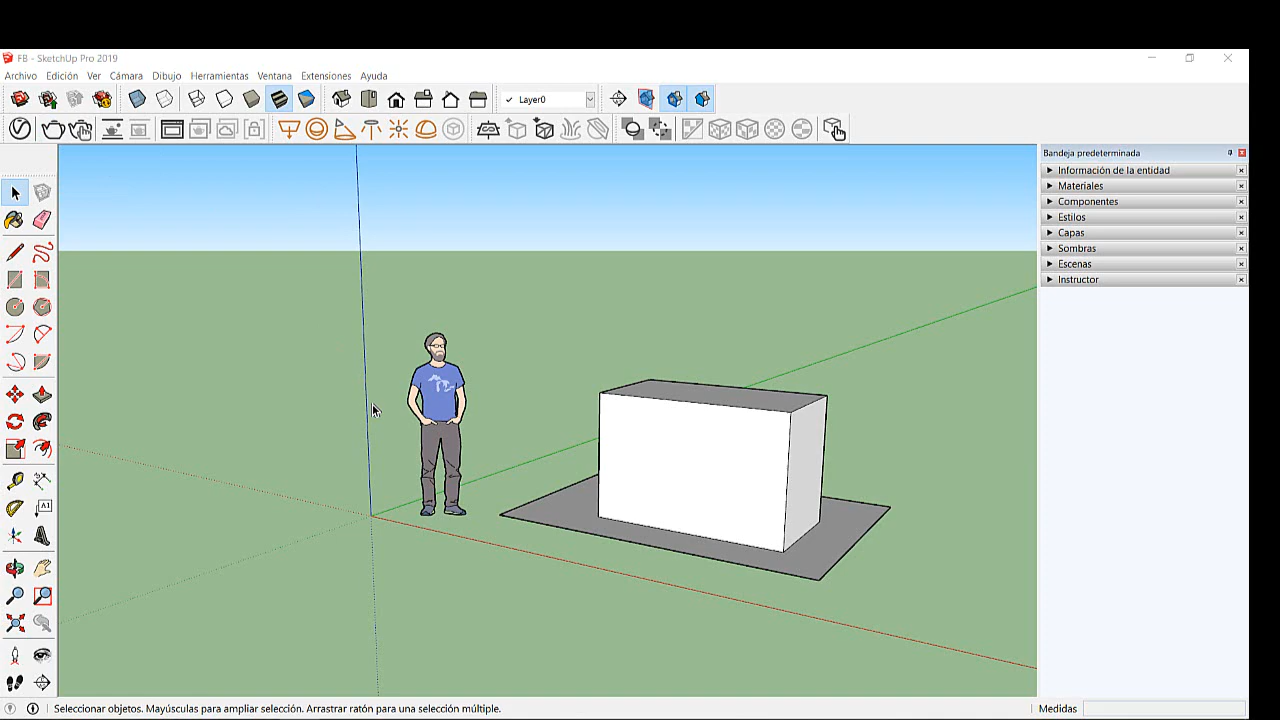 FB - SketchUp Pro 2019
Archivo Edición Ver Cámara Dibujo Herramientas Ventana Extensiones Ayuda
Layer0
Bandeja predeterminada
Información de la entidad
Materiales
Componentes
Estilos
Capas
Sombras
Escenas
Instructor
A1
Seleccionar objetos. Mayúsculas para ampliar selección. Arrastrar ratón para una selección múltiple.
Medidas